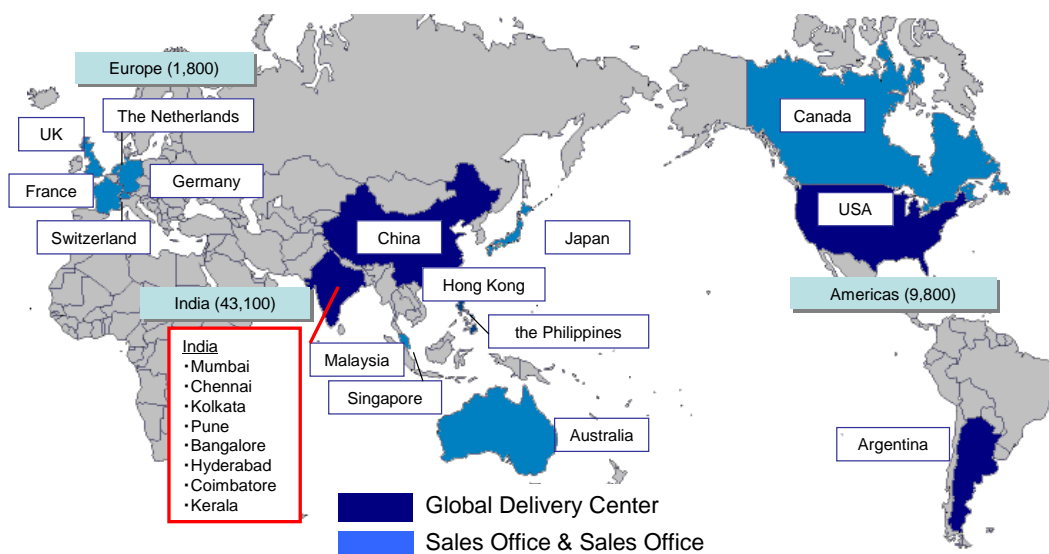 Europe (1,800)
The Netherlands
UK
Canada
Germany
France
USA
Switzerland
China
Japan
Hong Kong
India (43,100)
Americas (9,800)
the Philippines
India
・Mumbai
・Chennai
・Kolkata
・Pune
・Bangalore
・Hyderabad
・Coimbatore
・Kerala
Malaysia
Singapore
Australia
Argentina
Global Delivery Center
Sales Office & Sales Office